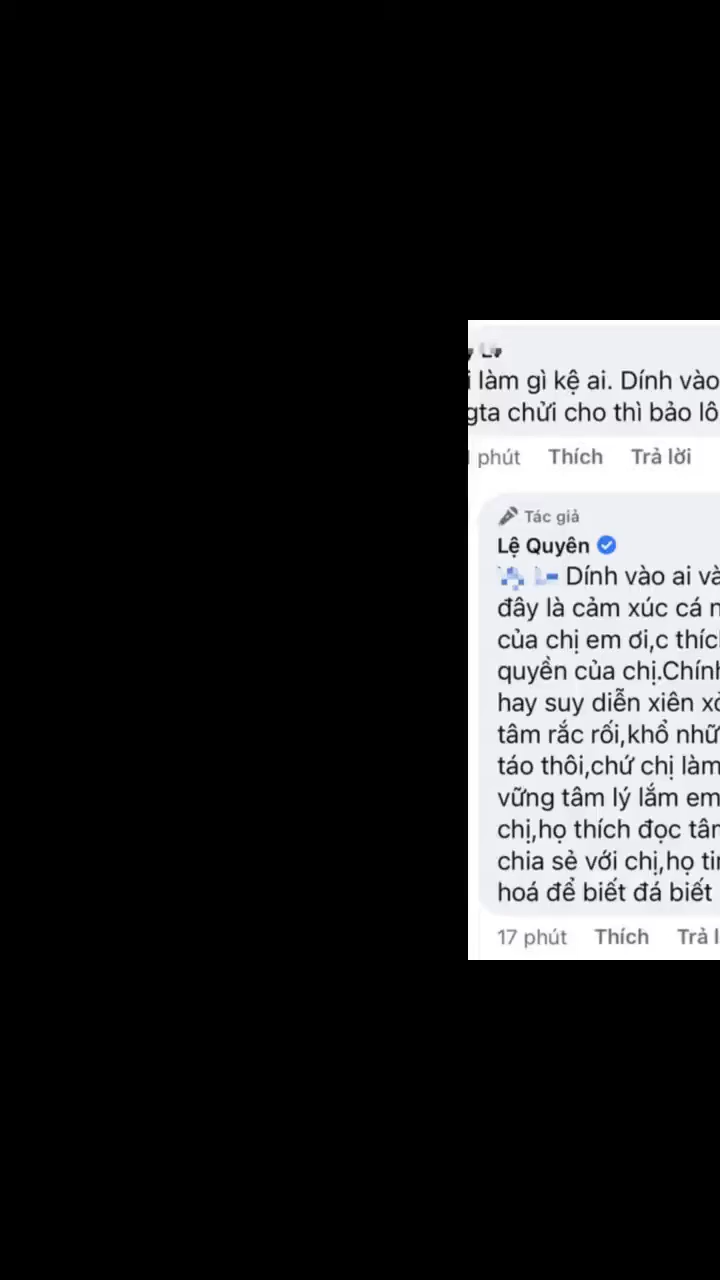 làm gì kệ ai. Dính vào
gta chửi cho thì bảo lô
phút Thích Trả lời
Tác giả
Lệ Quyên
Dính vào ai và
đây là cảm xúc cá
của chị em ơi,c thíc
quyền của chị.Chính
hay suy diễn xiên xỏ
tâm rắc rối,khổ nhữ
táo thôi,chứ chị làm
vững tâm lý lắm em
chị,họ thích đọc tâm
chia sẻ với chị,họ tin
hoá để biết đá biết
17 phút Thích Trả l